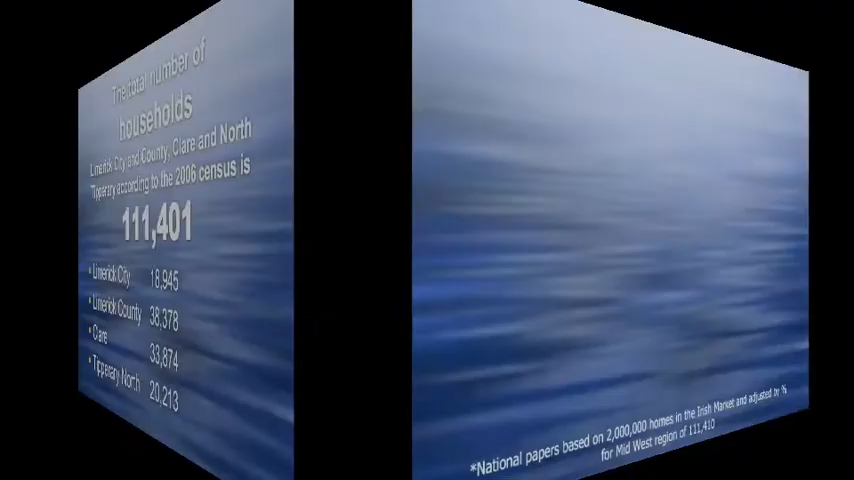 The total number of
households
Limerick City and County, Clare and North
Tipperary according to the 2006 census is
111,401
• Limerick City 18,945
• Limerick County 38,378
• Clare 33,874
• Tipperary North 20,213
*National papers based on 2,000,000 homes in the Irish Market and adjusted by %
for Mid West region of 111,410